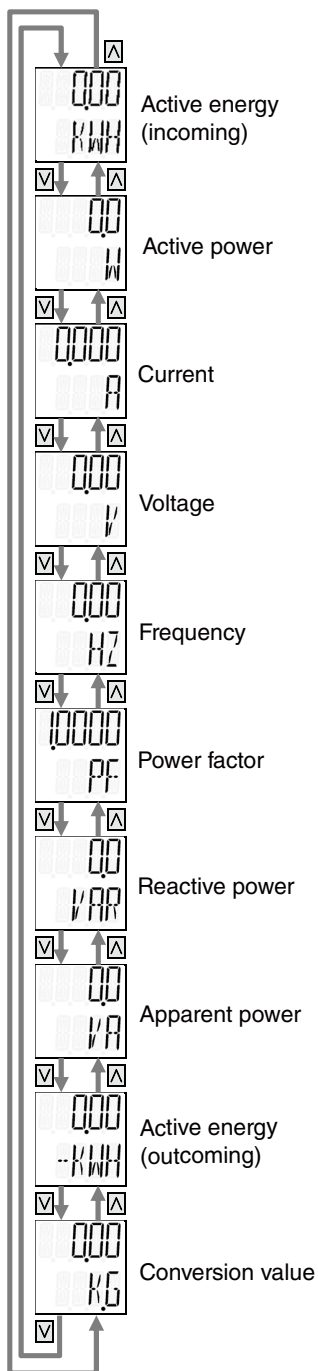 0.00
KWH
Active energy
(incoming)
0.0
W
Active power
0.000
A
Current
0.00
V
Voltage
0.00
HZ
Frequency
1.0000
PF
Power factor
0.0
VAR
Reactive power
0.0
VA
Apparent power
0.00
-KWH
Active energy
(outcoming)
0.00
K.G
Conversion value